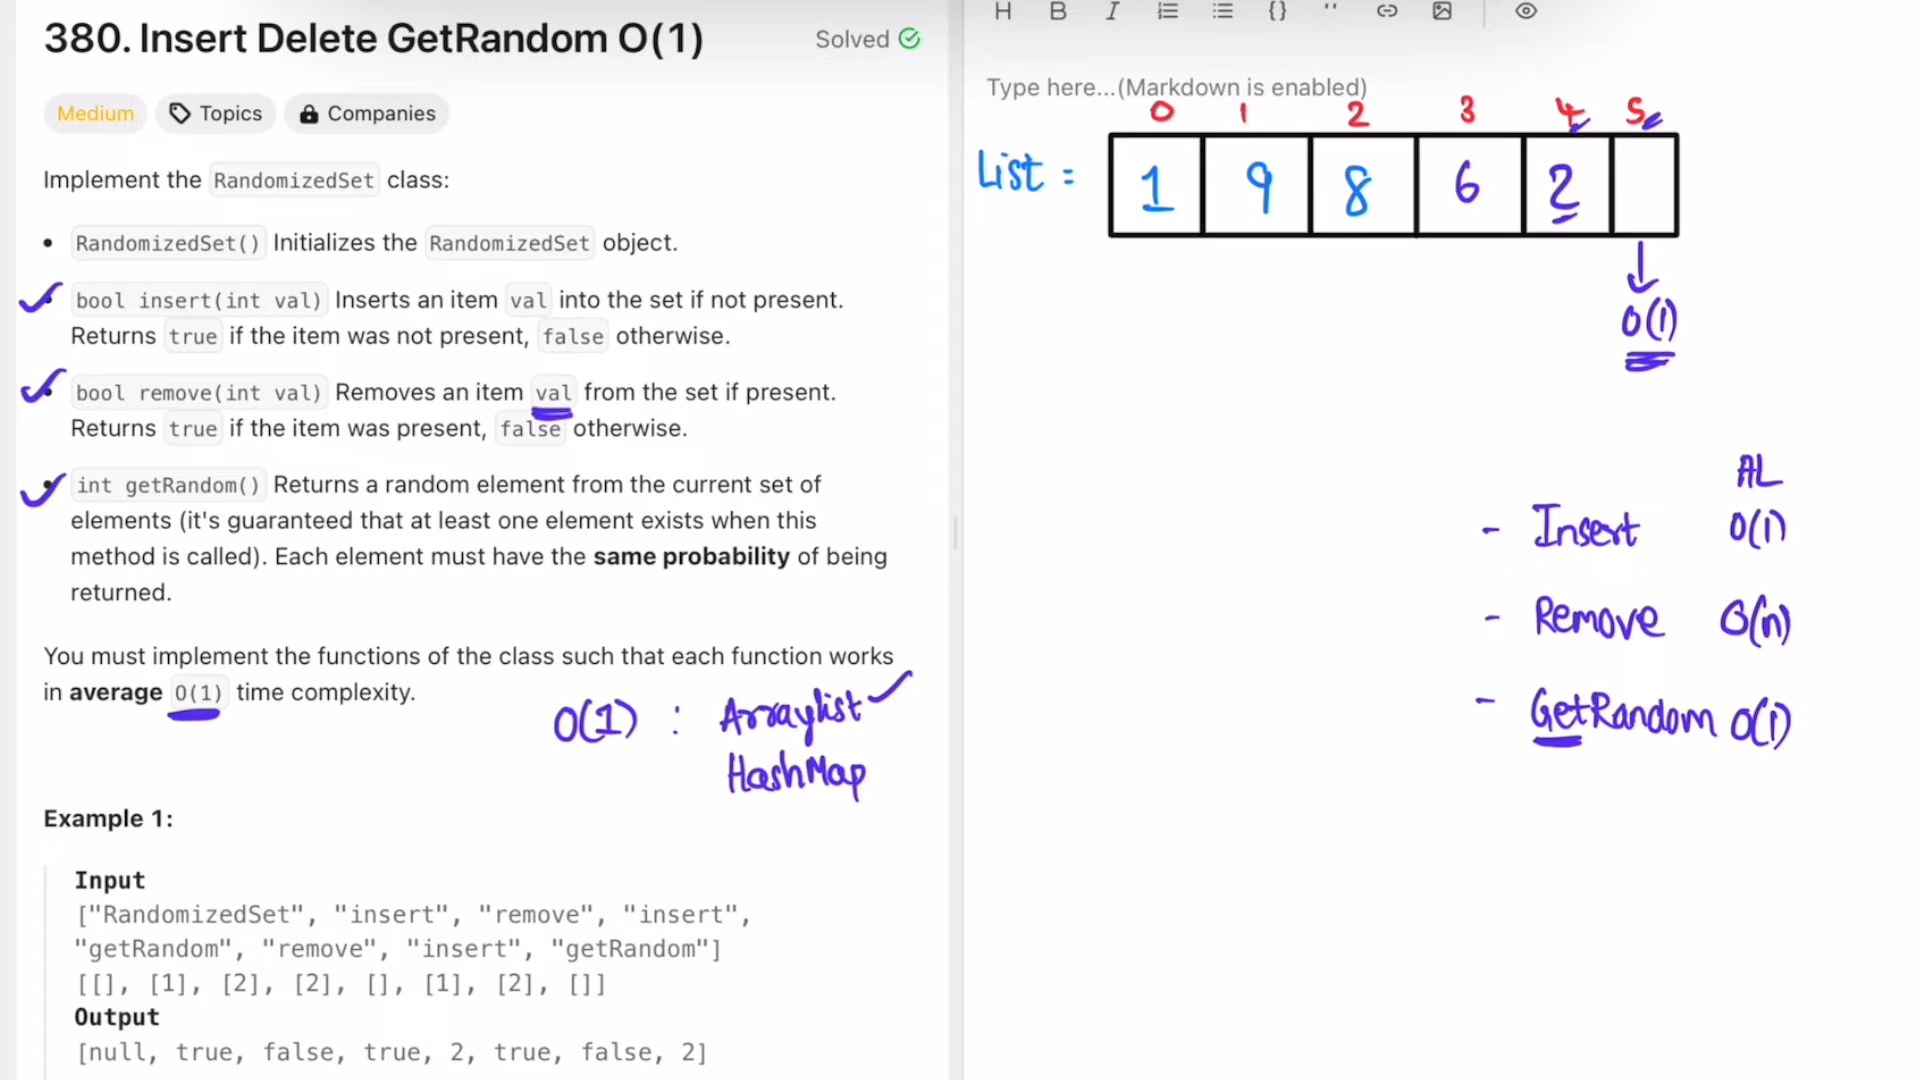 380. Insert Delete GetRandom O(1)
Solved
Medium
Topics
Companies
Implement the RandomizedSet class:
• RandomizedSet() Initializes the RandomizedSet object.
bool insert(int val) Inserts an item val into the set if not present.
Returns true if the item was not present, false otherwise.
bool remove(int val) Removes an item val from the set if present.
Returns true if the item was present, false otherwise.
int getRandom() Returns a random element from the current set of
elements (it's guaranteed that at least one element exists when this
method is called). Each element must have the same probability of being
returned.
You must implement the functions of the class such that each function works
in average O(1) time complexity.
O(1) : Arraylist
HashMap
Example 1:
Input
["RandomizedSet", "insert", "remove", "insert",
"getRandom", "remove", "insert", "getRandom"]
[[], [1], [2], [2], [], [1], [2], []]
Output
[null, true, false, true, 2, true, false, 2]
H B I {} ''
Type here...(Markdown is enabled)
0 1 2 3 4 5
List = 1 9 8 6 2
O(1)
AL
- Insert O(1)
- Remove O(n)
- GetRandom O(1)